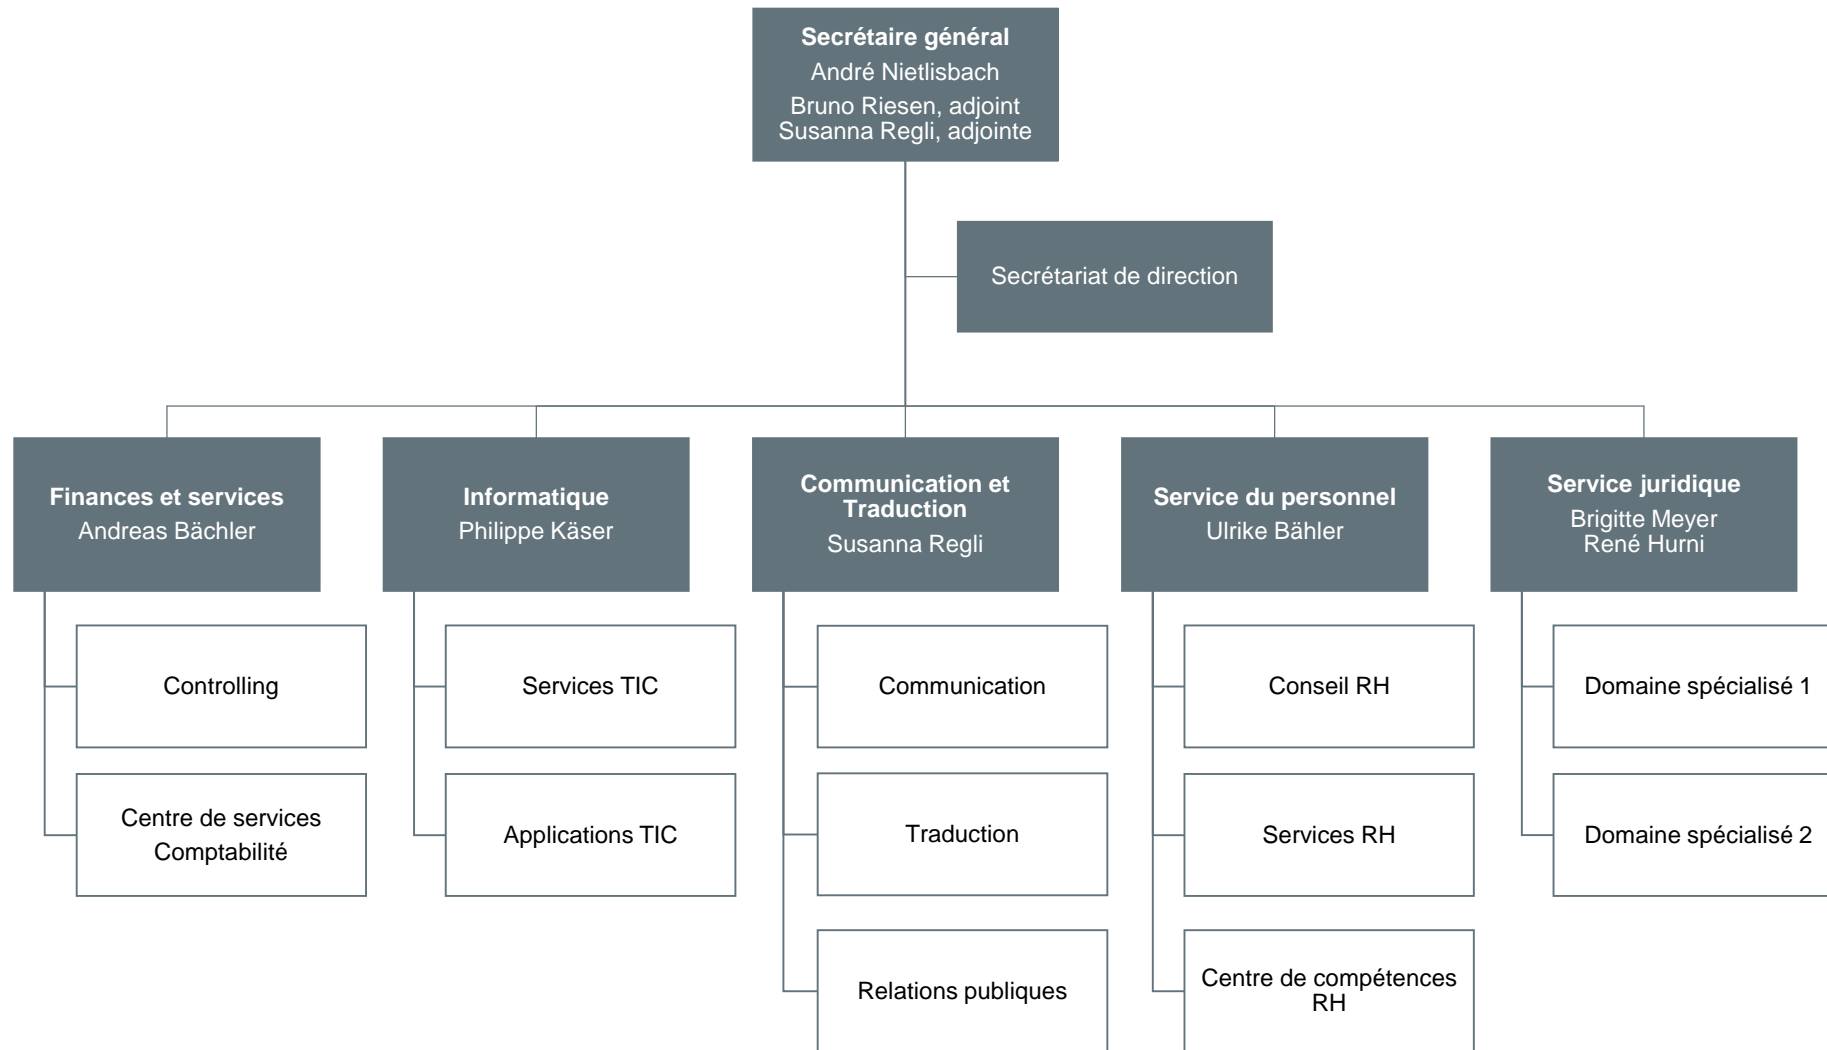 Secrétaire général
André Nietlisbach
Bruno Riesen, adjoint
Susanna Regli, adjointe
Secrétariat de direction
Finances et services
Andreas Bächler
Informatique
Philippe Käser
Communication et
Traduction
Susanna Regli
Service du personnel
Ulrike Bähler
Service juridique
Brigitte Meyer
René Hurni
Controlling
Centre de services
Comptabilité
Services TIC
Applications TIC
Communication
Traduction
Relations publiques
Conseil RH
Services RH
Centre de compétences
RH
Domaine spécialisé 1
Domaine spécialisé 2